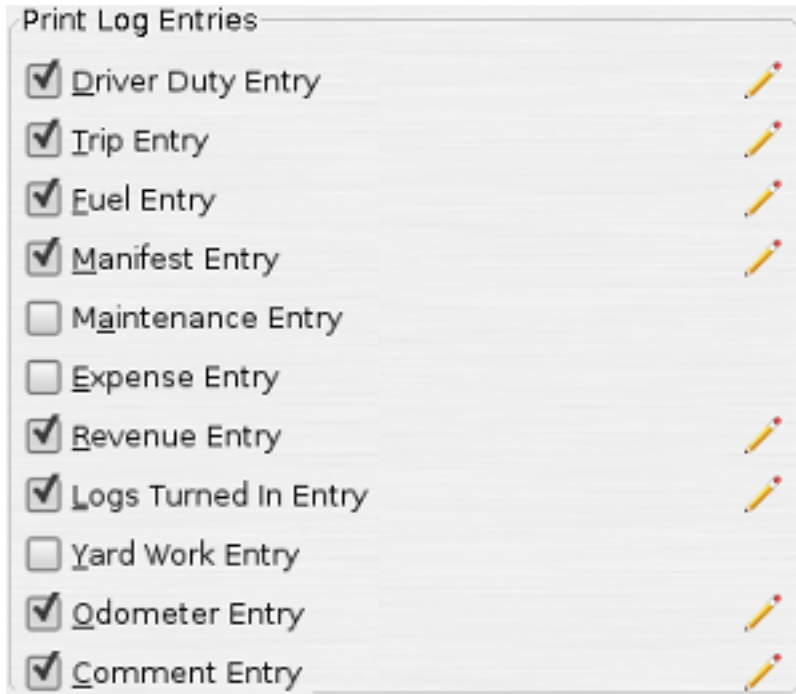 Print Log Entries
Driver Duty Entry
Trip Entry
Fuel Entry
Manifest Entry
Maintenance Entry
Expense Entry
Revenue Entry
Logs Turned In Entry
Yard Work Entry
Odometer Entry
Comment Entry